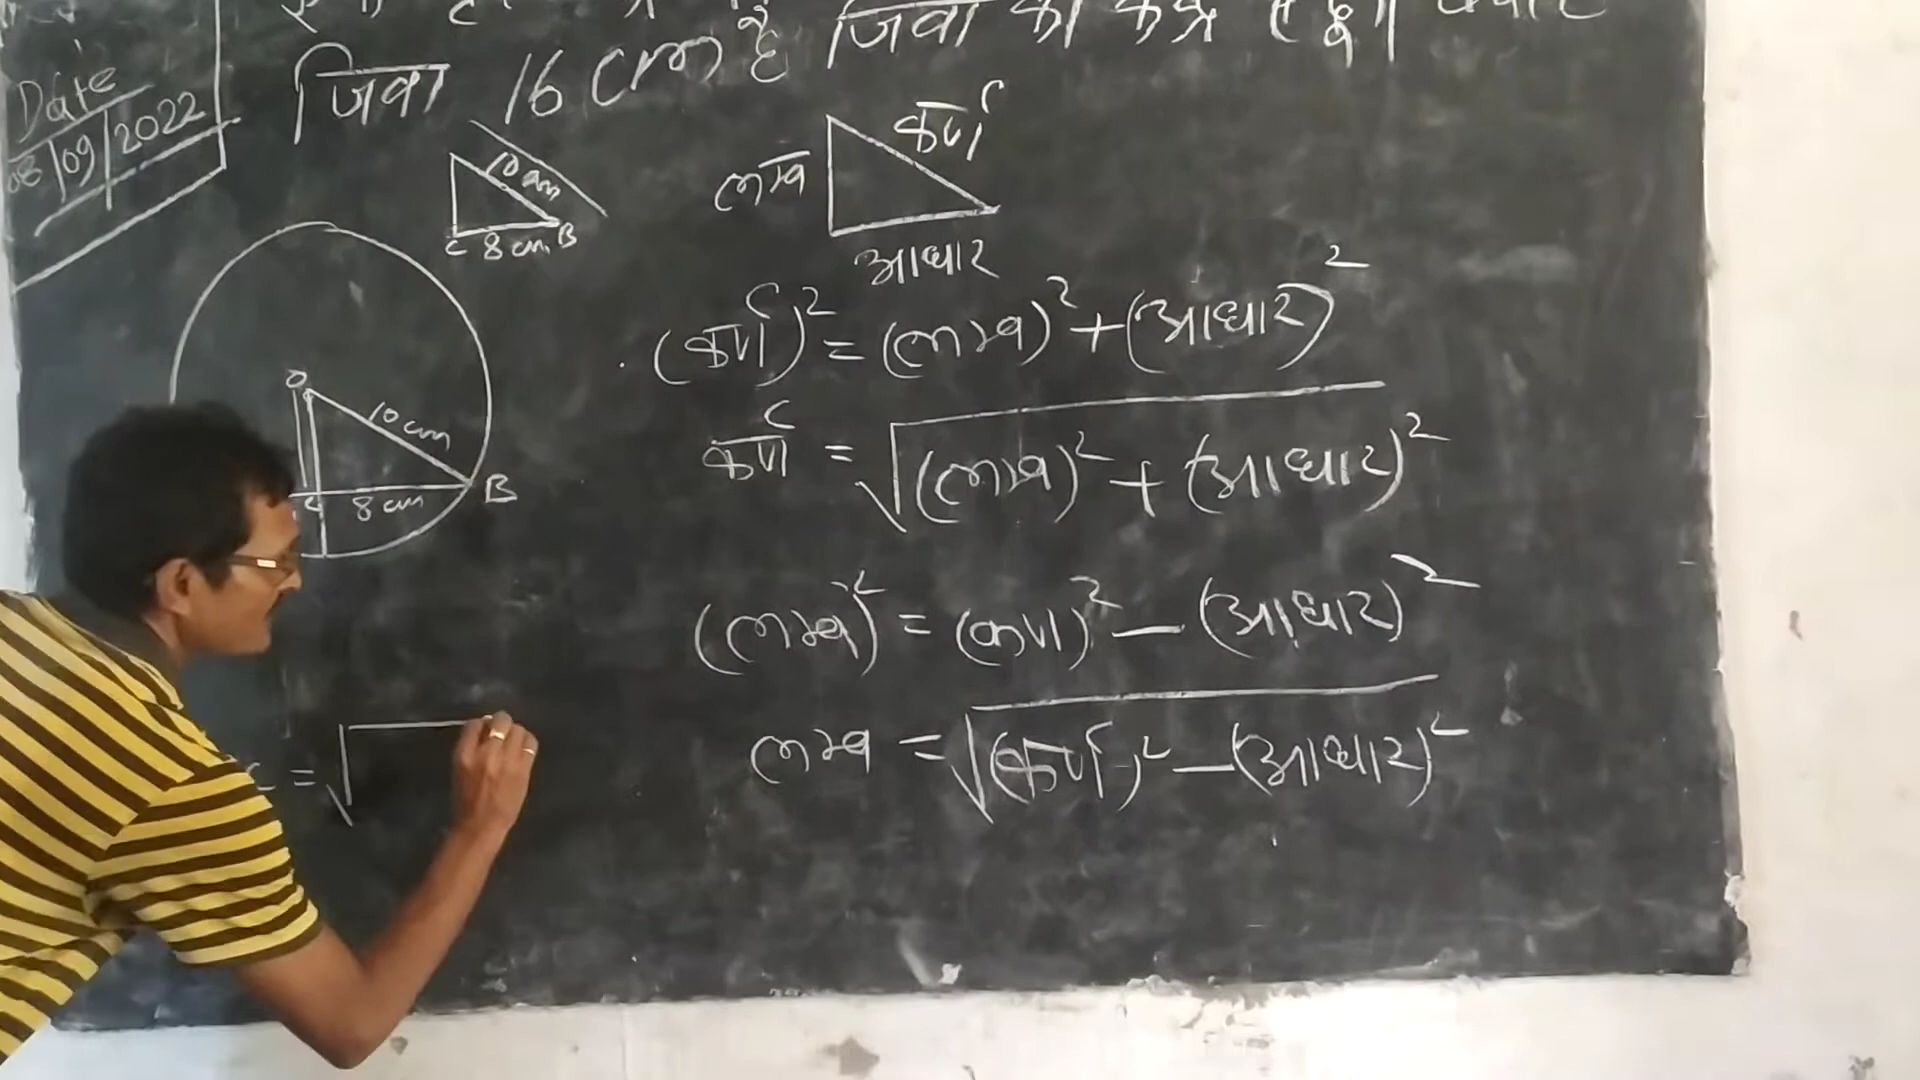 Date
08/09/2022
जिवा 16 cm है जिवा की
10 cm
C 8 cm B
कर्ण
लम्ब
आधार
O
10 cm
C 8 cm B
(कर्ण)² = (लम्ब)² + (आधार)²
कर्ण = √(लम्ब)² + (आधार)²
(लम्ब)² = (कण)² – (आधार)²
लम्ब = √(कर्ण)² – (आधार)²
C = √